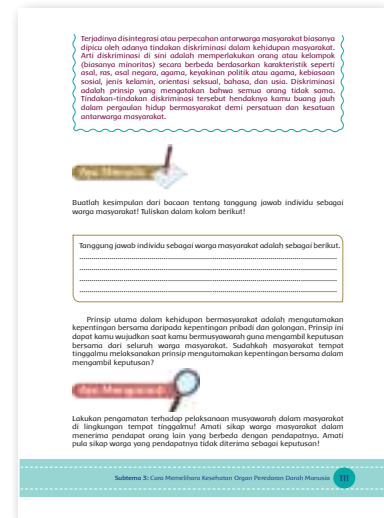 Terjadinya disintegrasi atau perpecahan antarwarga masyarakat biasanya
dipicu oleh adanya tindakan diskriminasi dalam kehidupan masyarakat.
Arti diskriminasi di sini adalah memperlakukan orang atau kelompok
(biasanya minoritas) secara berbeda berdasarkan karakteristik seperti
asal, ras, asal negara, agama, keyakinan politik atau agama, kebiasaan
sosial, jenis kelamin, orientasi seksual, bahasa, dan usia. Diskriminasi
adalah prinsip yang mengatakan bahwa semua orang tidak sama.
Tindakan-tindakan diskriminasi tersebut hendaknya kamu buang jauh
dalam pergaulan hidup bermasyarakat demi persatuan dan kesatuan
antarwarga masyarakat.
Ayo Menulis
Buatlah kesimpulan dari bacaan tentang tanggung jawab individu sebagai
warga masyarakat! Tuliskan dalam kolom berikut!
Tanggung jawab individu sebagai warga masyarakat adalah sebagai berikut.
Prinsip utama dalam kehidupan bermasyarakat adalah mengutamakan
kepentingan bersama daripada kepentingan pribadi dan golongan. Prinsip ini
dapat kamu wujudkan saat kamu bermusyawarah guna mengambil keputusan
bersama dari seluruh warga masyarakat. Sudahkah masyarakat tempat
tinggalmu melaksanakan prinsip mengutamakan kepentingan bersama dalam
mengambil keputusan?
Ayo Mengamati
Lakukan pengamatan terhadap pelaksanaan musyawarah dalam masyarakat
di lingkungan tempat tinggalmu! Amati sikap warga masyarakat dalam
menerima pendapat orang lain yang berbeda dengan pendapatnya. Amati
pula sikap warga yang pendapatnya tidak diterima sebagai keputusan!
Subtema 3: Cara Memelihara Kesehatan Organ Peredaran Darah Manusia 111